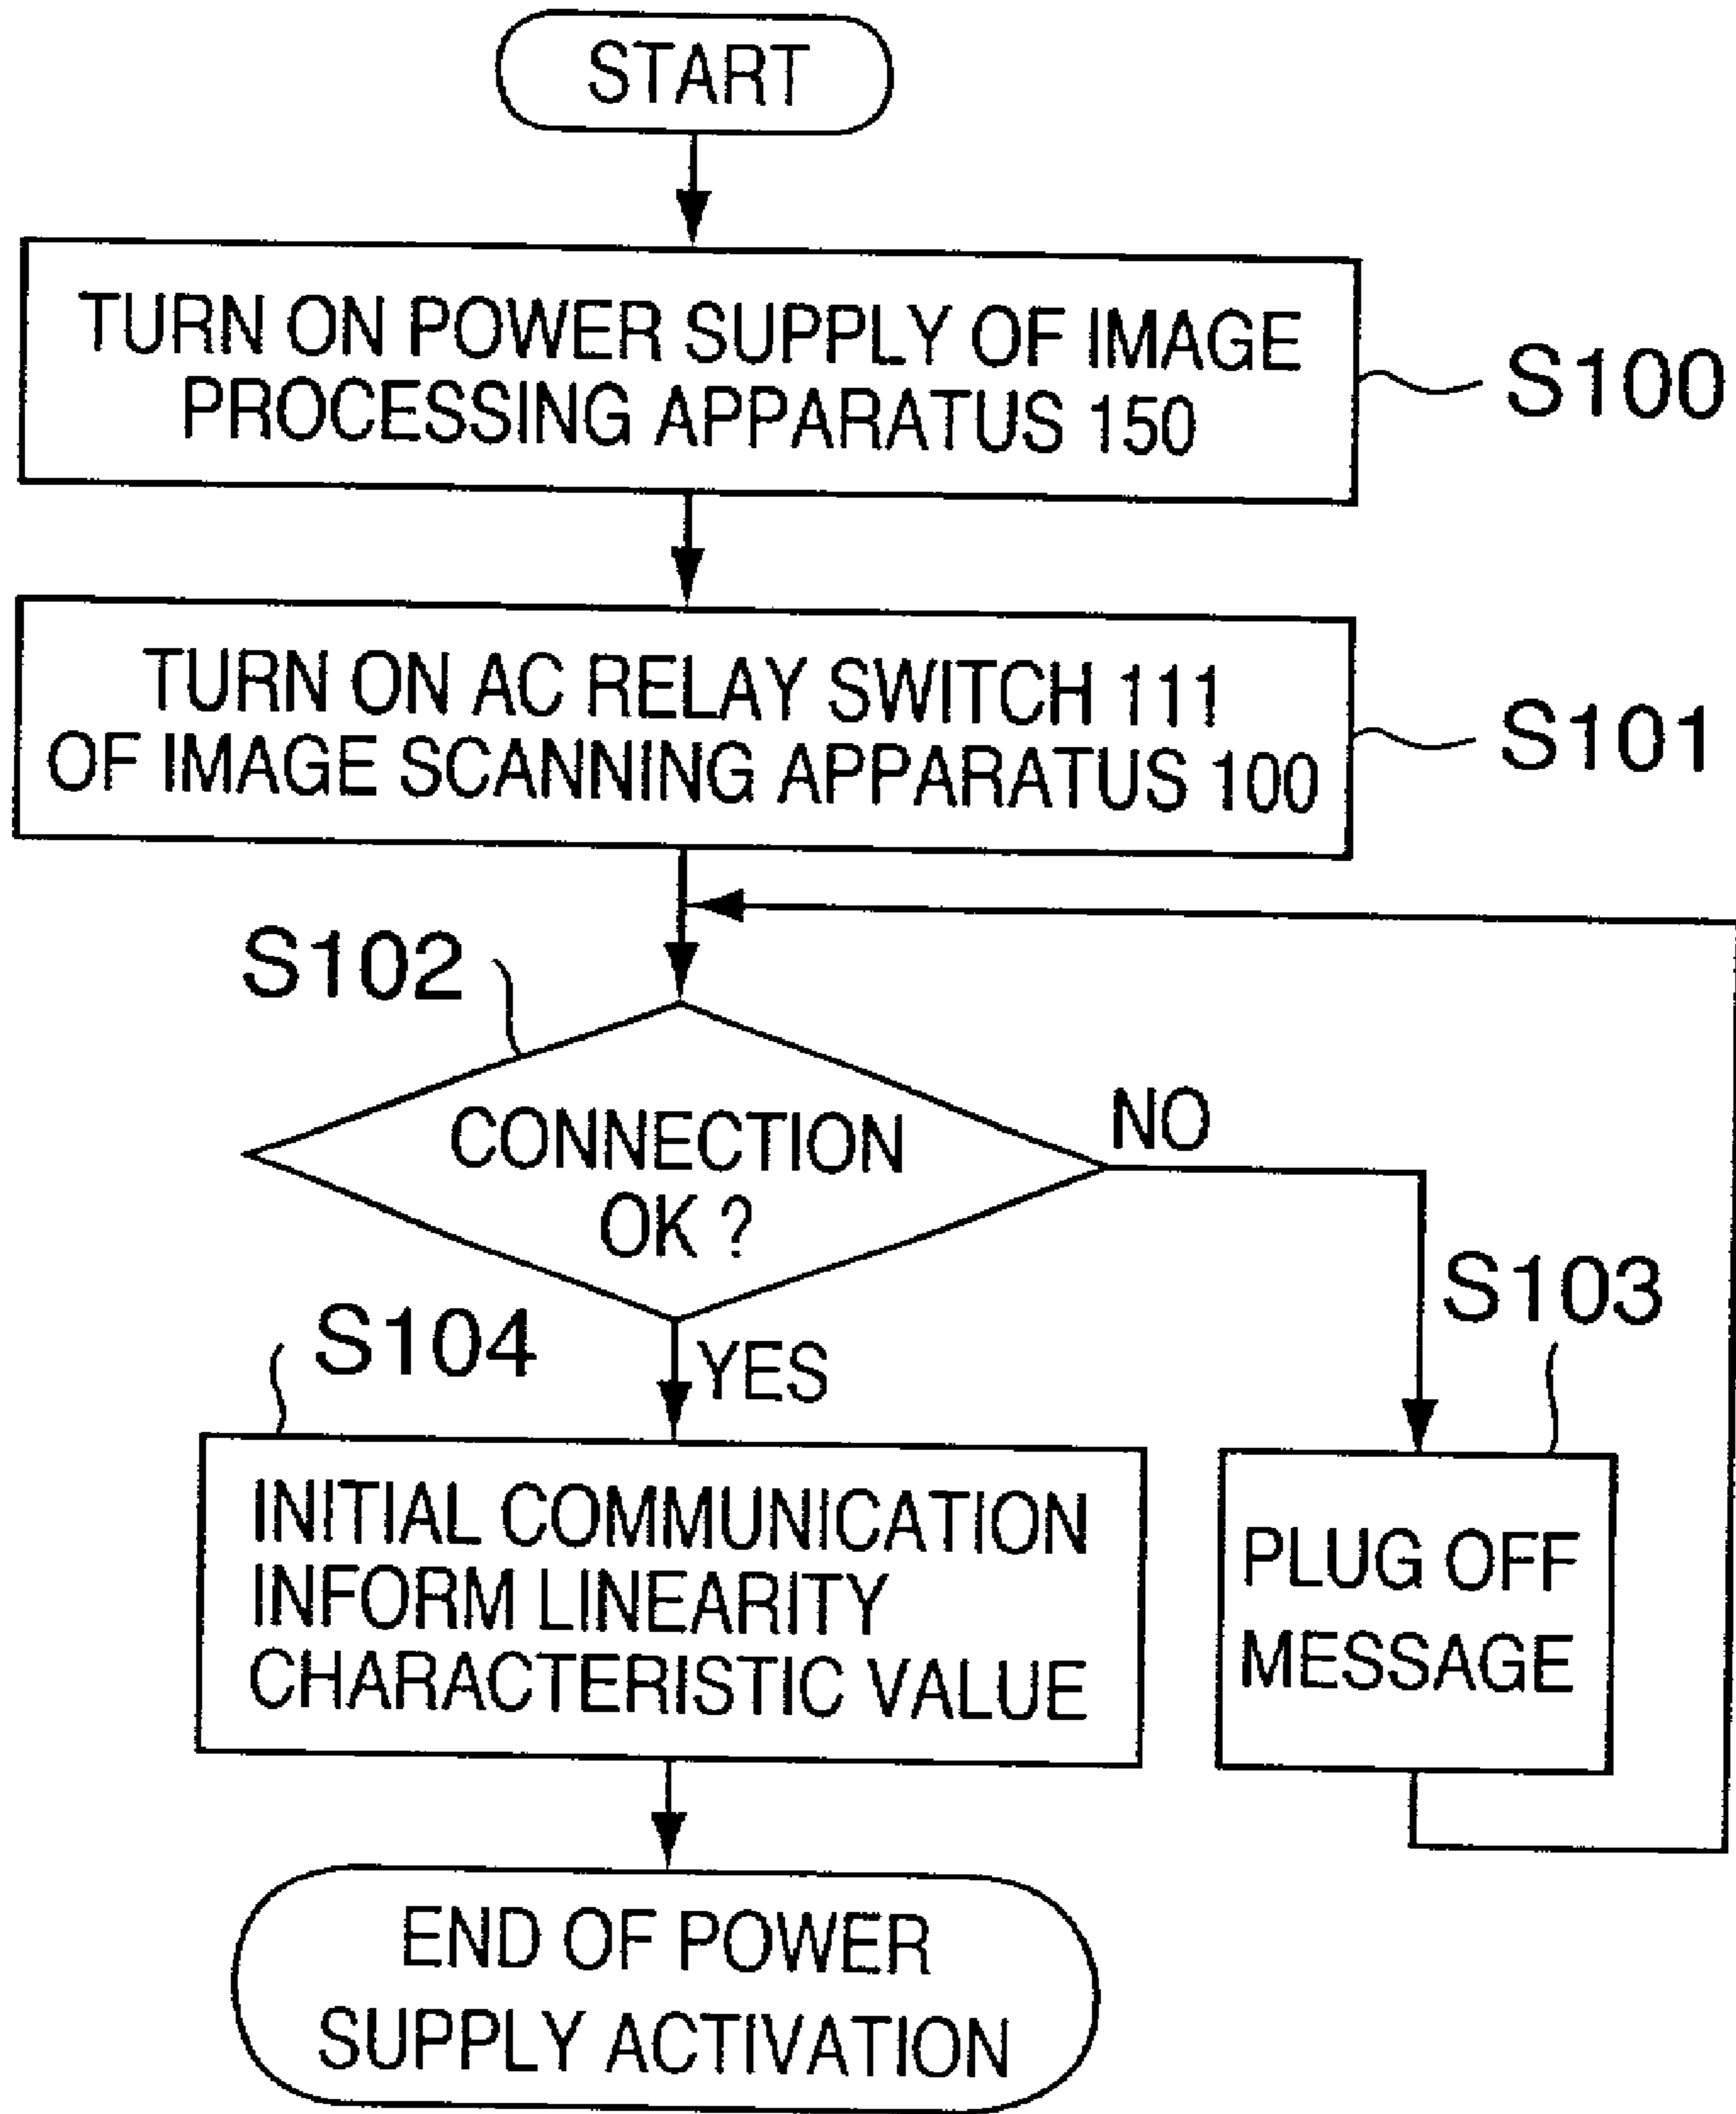 START
TURN ON POWER SUPPLY OF IMAGE
PROCESSING APPARATUS 150
S100
TURN ON AC RELAY SWITCH 111
OF IMAGE SCANNING APPARATUS 100
S101
S102
CONNECTION
OK ?
NO
YES
S103
PLUG OFF
MESSAGE
S104
INITIAL COMMUNICATION
INFORM LINEARITY
CHARACTERISTIC VALUE
END OF POWER
SUPPLY ACTIVATION